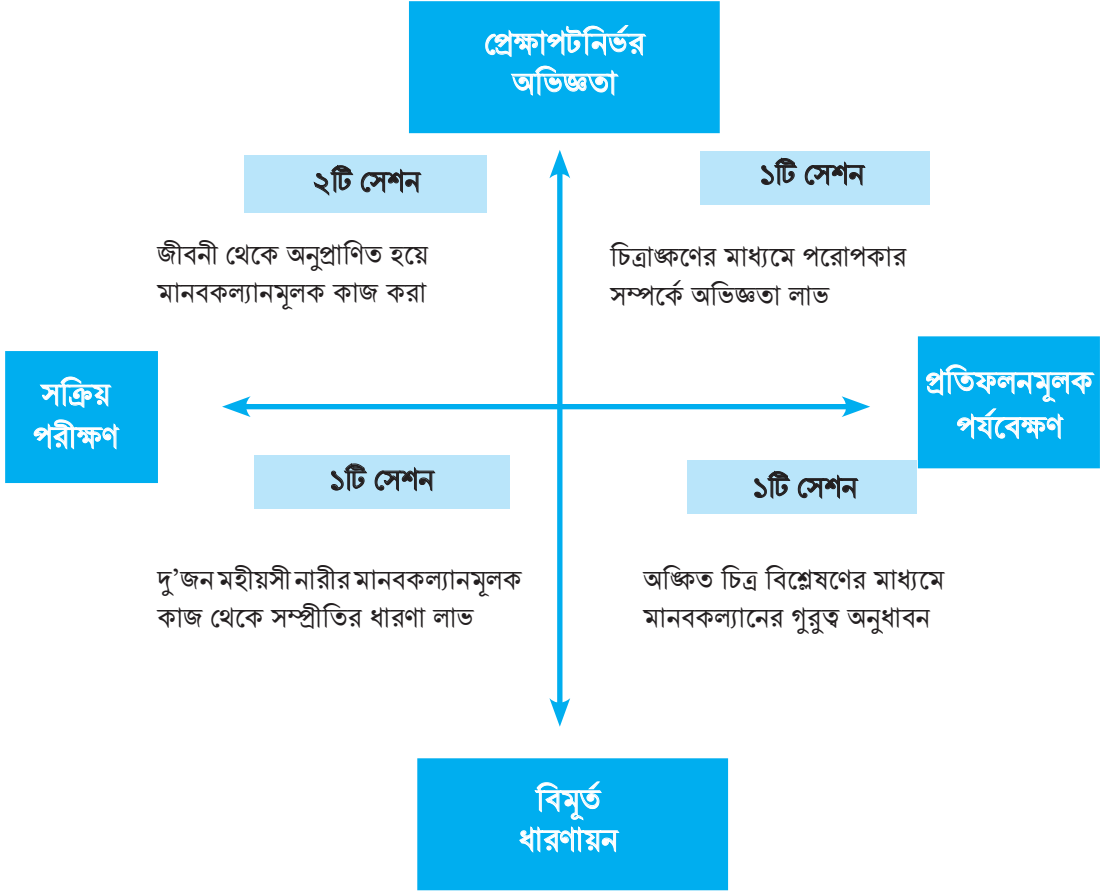 প্রেক্ষাপটনির্ভর
অভিজ্ঞতা
২টি সেশন
১টি সেশন
জীবনী থেকে অনুপ্রাণিত হয়ে
মানবকল্যানমূলক কাজ করা
চিত্রাঙ্কণের মাধ্যমে পরোপকার
সম্পর্কে অভিজ্ঞতা লাভ
সক্রিয়
পরীক্ষণ
প্রতিফলনমূলক
পর্যবেক্ষণ
১টি সেশন
১টি সেশন
দু’জন মহীয়সী নারীর মানবকল্যানমূলক
কাজ থেকে সম্প্রীতির ধারণা লাভ
অঙ্কিত চিত্র বিশ্লেষণের মাধ্যমে
মানবকল্যানের গুরুত্ব অনুধাবন
বিমূর্ত
ধারণায়ন